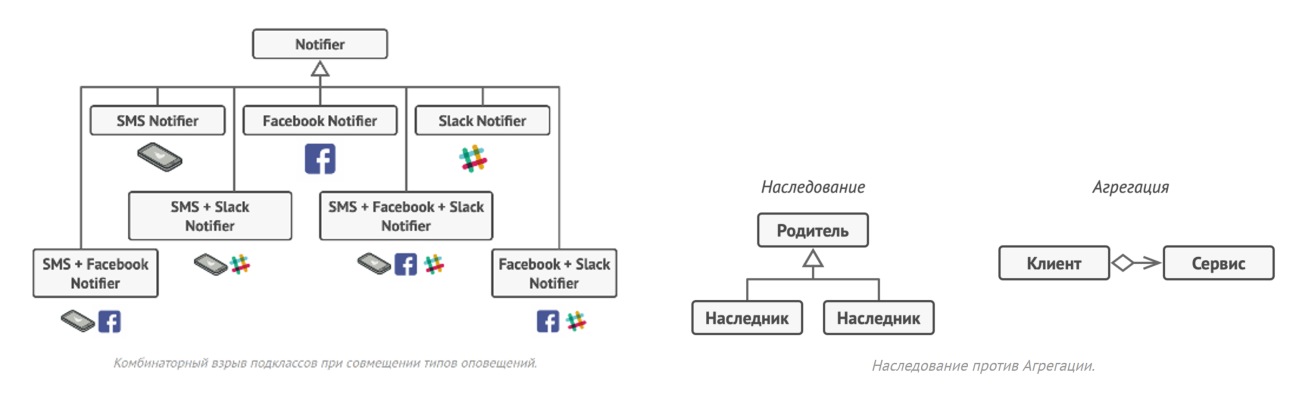 Notifier
SMS Notifier
Facebook Notifier
Slack Notifier
SMS + Slack
Notifier
SMS + Facebook + Slack
Notifier
SMS + Facebook
Notifier
Facebook + Slack
Notifier
Комбинаторный взрыв подклассов при совмещении типов оповещений.
Наследование
Агрегация
Родитель
Клиент
Сервис
Наследник
Наследник
Наследование против Агрегации.